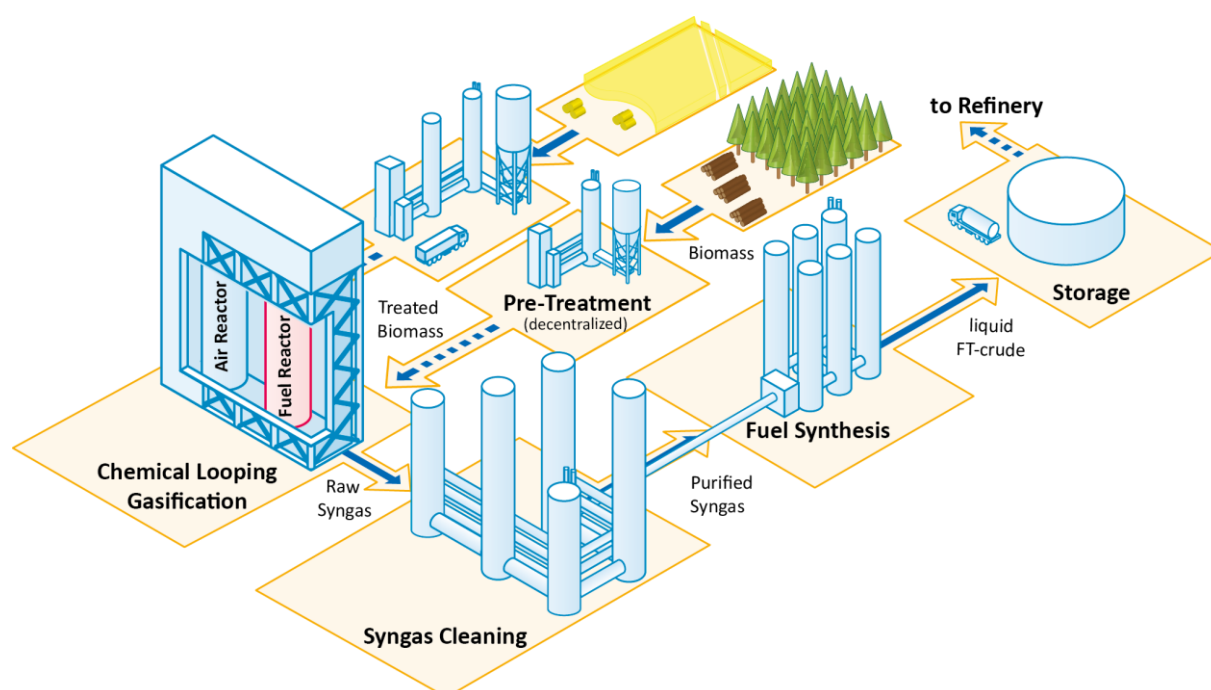 to Refinery
Biomass
Storage
Pre-Treatment
(decentralized)
Treated
Biomass
Air Reactor
Fuel Reactor
liquid
FT-crude
Fuel Synthesis
Chemical Looping
Gasification
Raw
Syngas
Purified
Syngas
Syngas Cleaning